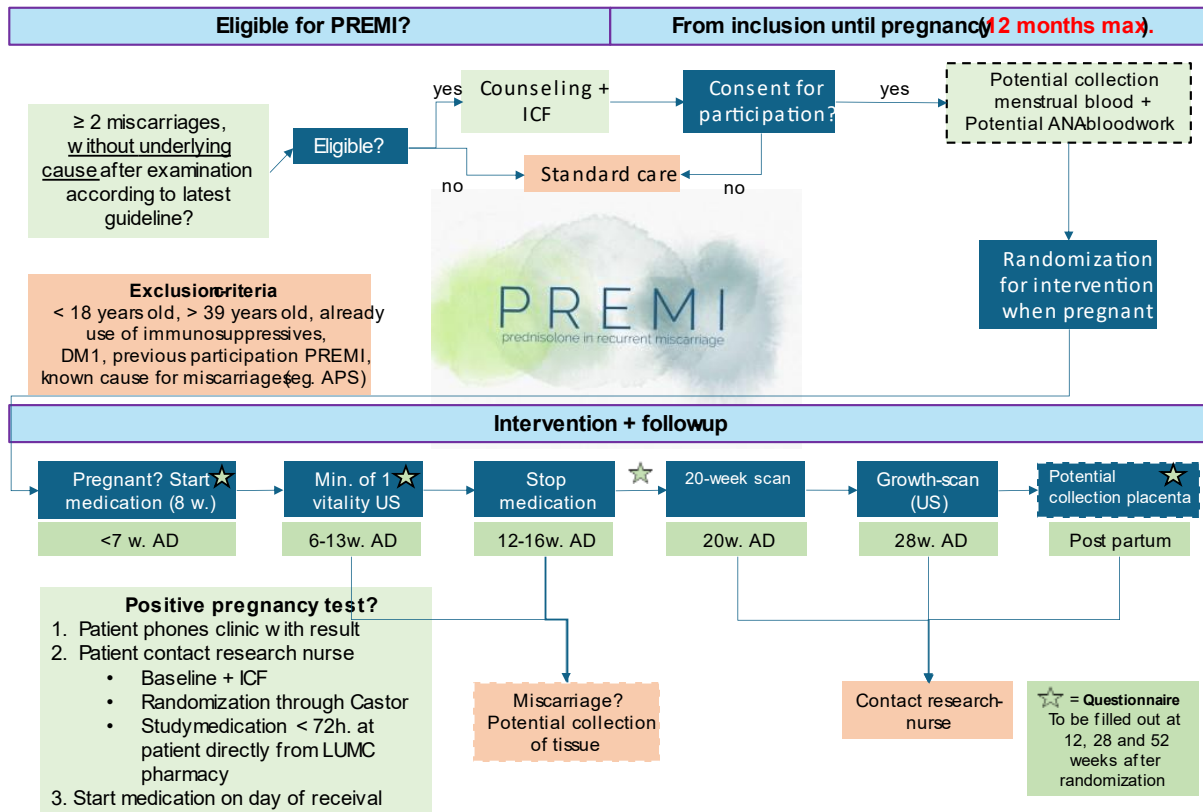 Eligible for PREMI?
From inclusion until pregnancy (12 months max).
≥ 2 miscarriages,
without underlying
cause after examination
according to latest
guideline?
Eligible?
yes
no
Counseling +
ICF
Standard care
Consent for
participation?
yes
no
Potential collection
menstrual blood +
Potential ANAbloodwork
Randomization
for intervention
when pregnant
Exclusion-criteria
< 18 years old, > 39 years old, already
use of immunosuppressives,
DM1, previous participation PREMI,
known cause for miscarriages (eg. APS)
PREMI
prednisolone in recurrent miscarriage
Intervention + follow-up
Pregnant? Start
medication (8 w.)
Min. of 1
vitality US
Stop
medication
20-week scan
Growth-scan
(US)
Potential
collection placenta
<7 w. AD
6-13w. AD
12-16w. AD
20w. AD
28w. AD
Post partum
Positive pregnancy test?
1. Patient phones clinic with result
2. Patient contact research nurse
• Baseline + ICF
• Randomization through Castor
• Studymedication < 72h. at
patient directly from LUMC
pharmacy
3. Start medication on day of receival
Miscarriage?
Potential collection
of tissue
Contact research-
nurse
= Questionnaire
To be filled out at
12, 28 and 52
weeks after
randomization